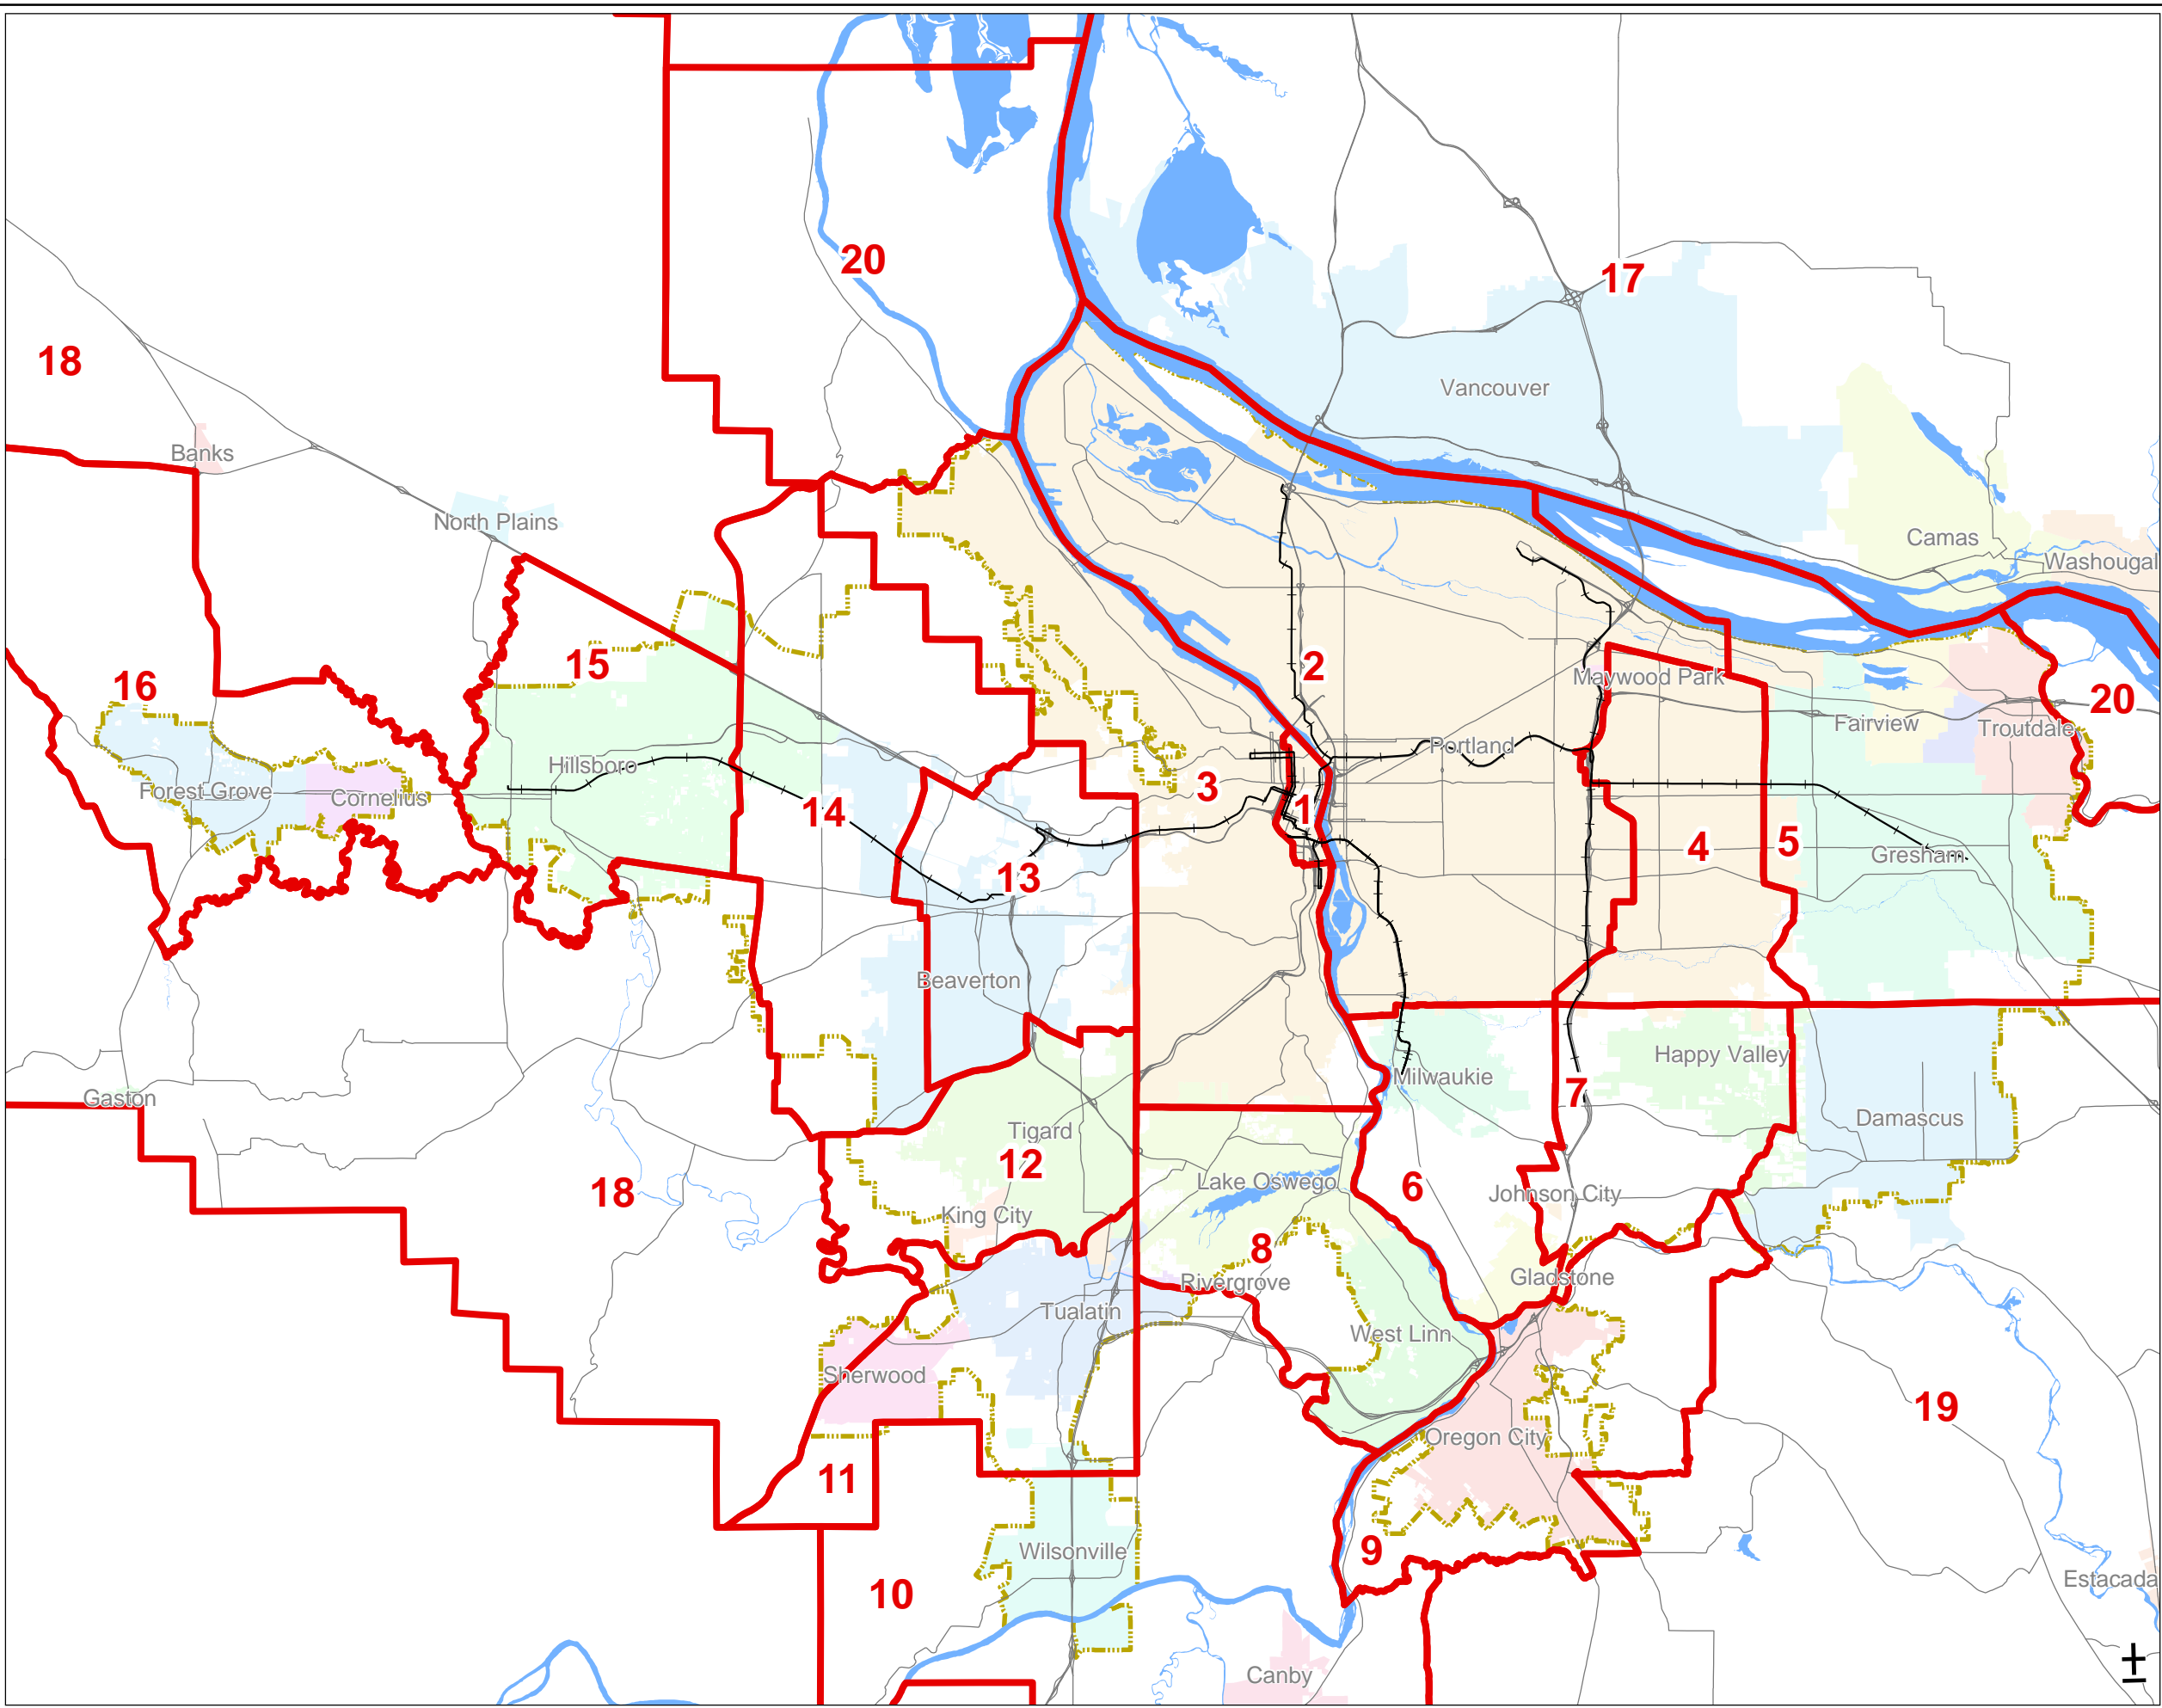 20
17
18
Vancouver
Banks
North Plains
Camas
Washougal
15
2
16
Maywood Park
20
Fairview
Troutdale
Portland
Hillsboro
3
Forest Grove
Cornelius
14
1
4
5
Gresham
13
Beaverton
Happy Valley
Milwaukie
7
Gaston
Damascus
Tigard
12
Lake Oswego
6
18
Johnson City
King City
8
Gladstone
Rivergrove
Tualatin
West Linn
Sherwood
19
Oregon City
11
9
Wilsonville
Estacada
10
Canby